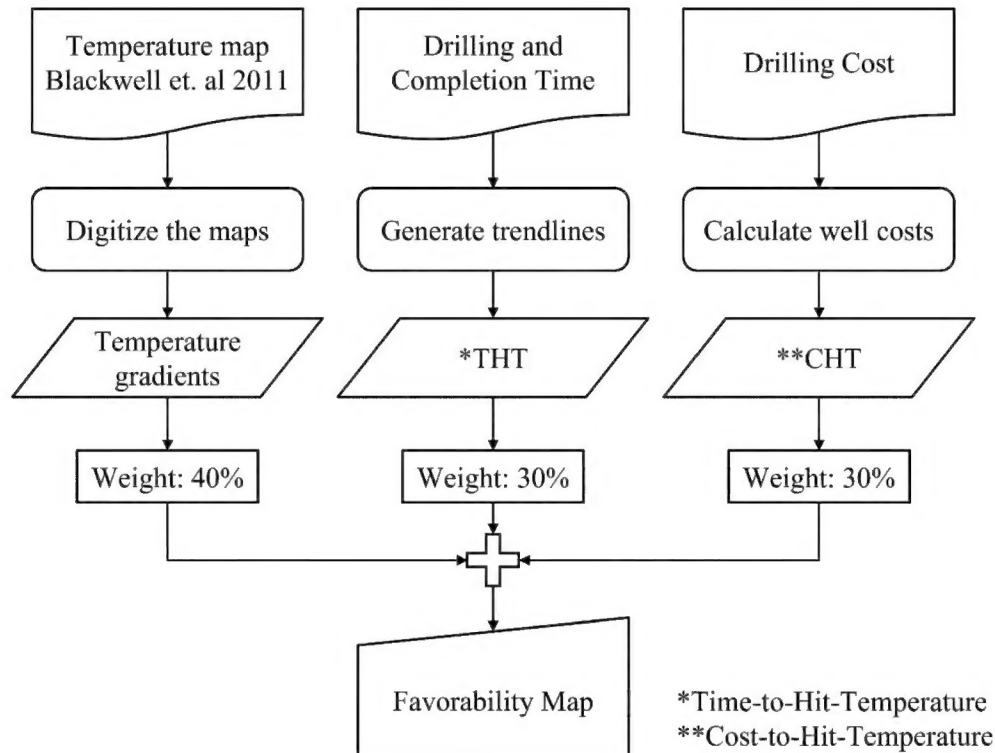 Temperature map
Blackwell et. al 2011
Drilling and
Completion Time
Drilling Cost
Digitize the maps
Generate trendlines
Calculate well costs
Temperature
gradients
*THT
**CHT
Weight: 40%
Weight: 30%
Weight: 30%
Favorability Map
*Time-to-Hit-Temperature
**Cost-to-Hit-Temperature